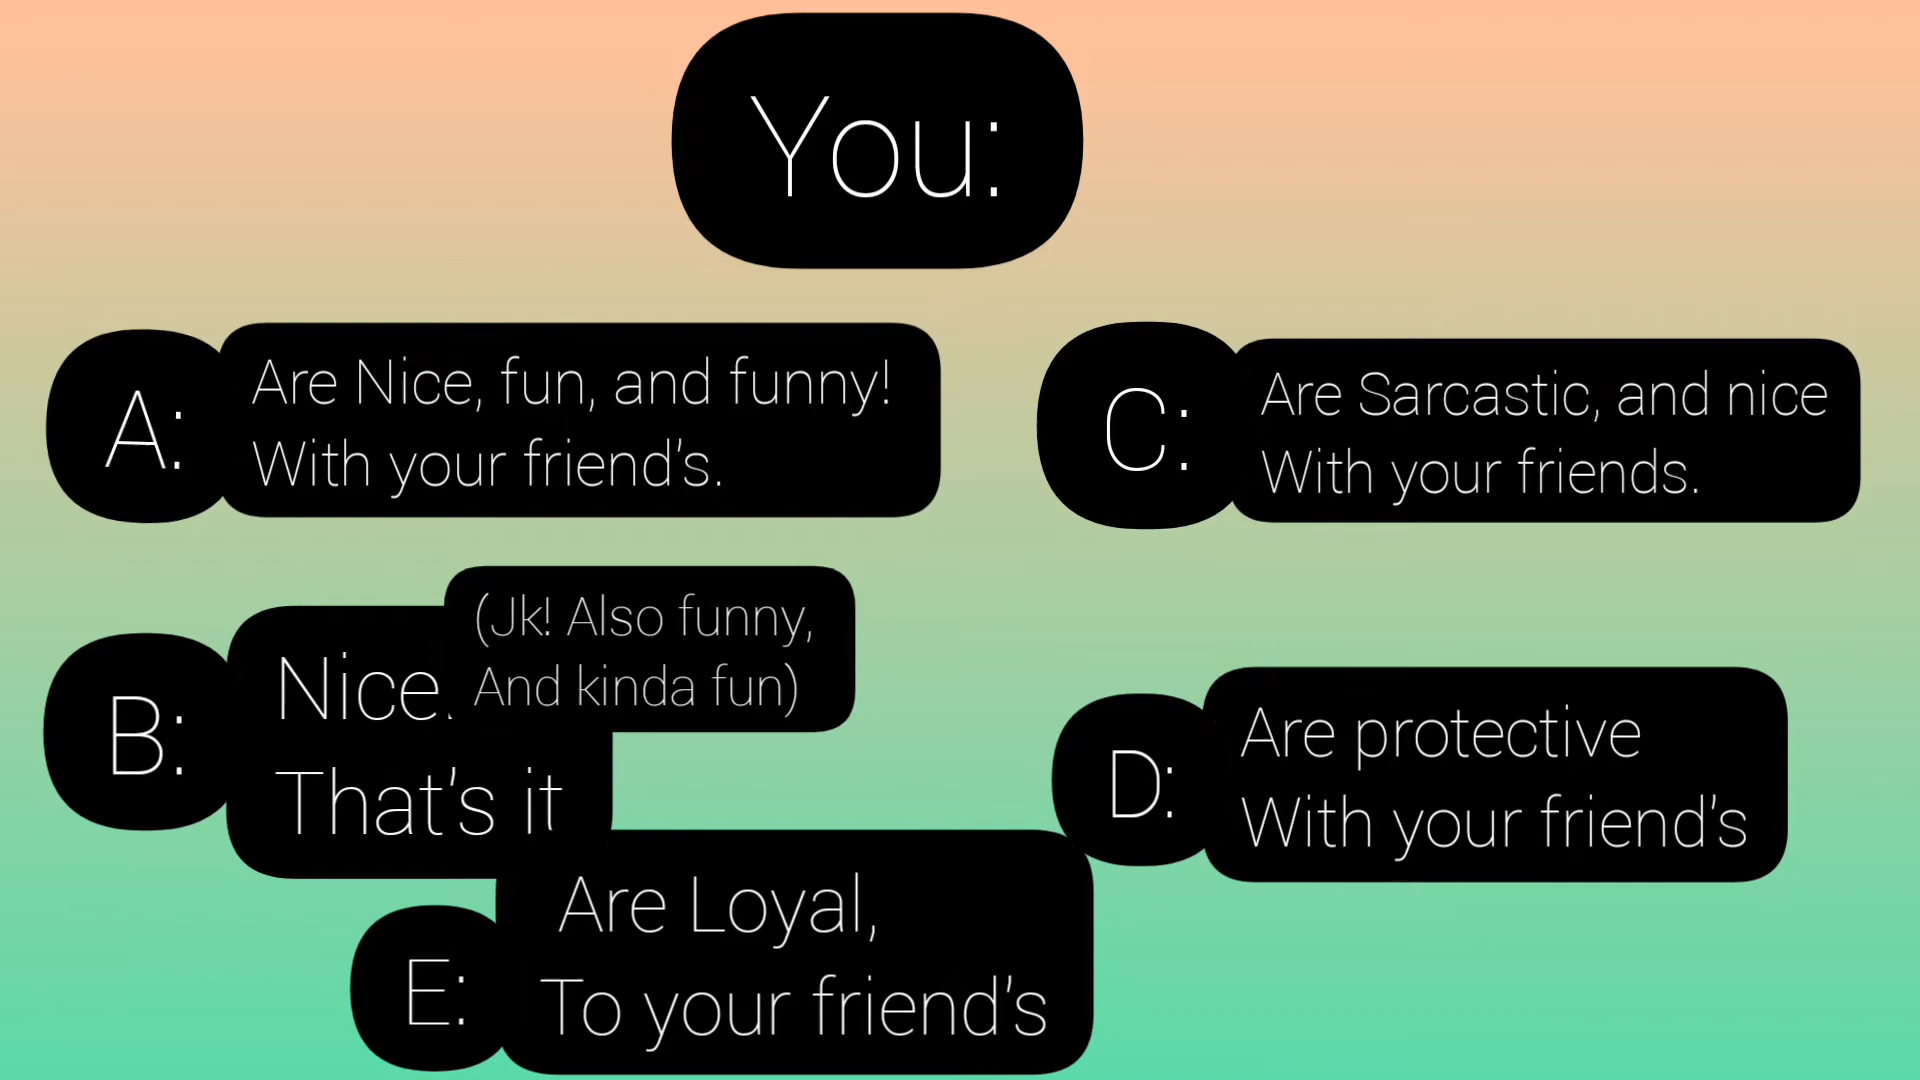 You:
A:
Are Nice, fun, and funny!
With your friend's.
B:
Nice.
That's it
(Jk! Also funny,
And kinda fun)
C:
Are Sarcastic, and nice
With your friends.
D:
Are protective
With your friend's
E:
Are Loyal,
To your friend's